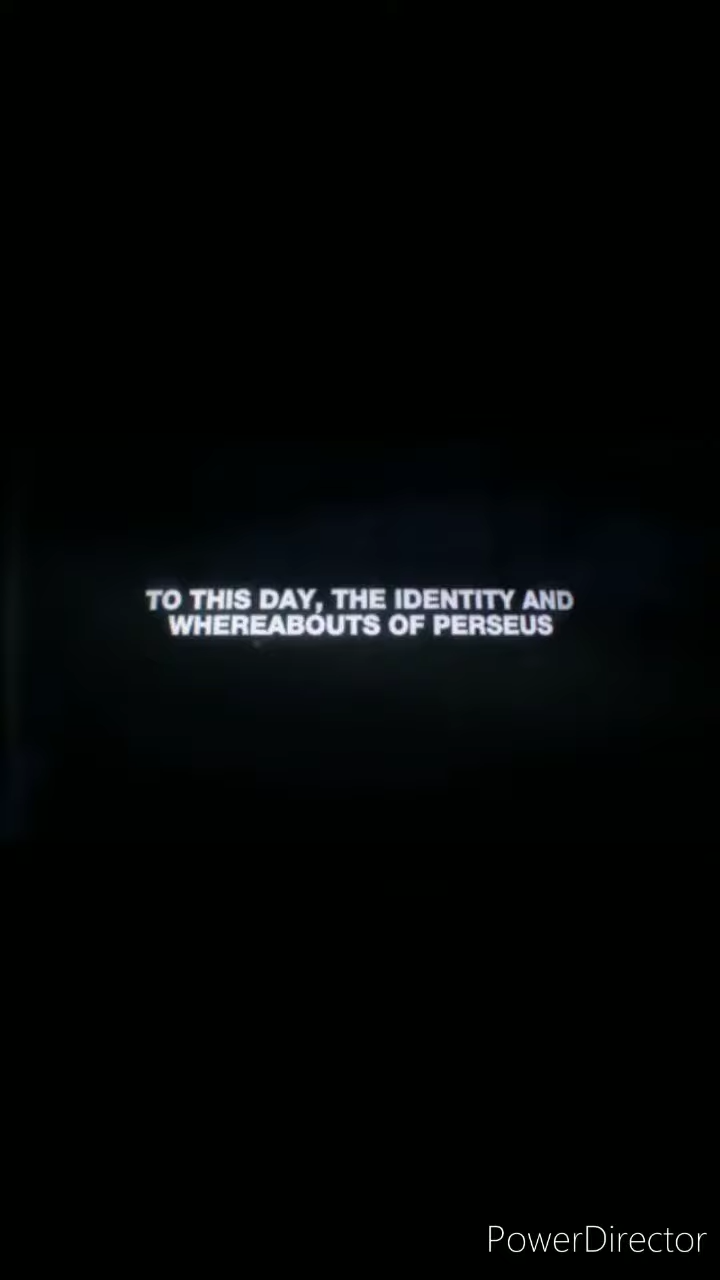 TO THIS DAY, THE IDENTITY AND
WHEREABOUTS OF PERSEUS
PowerDirector